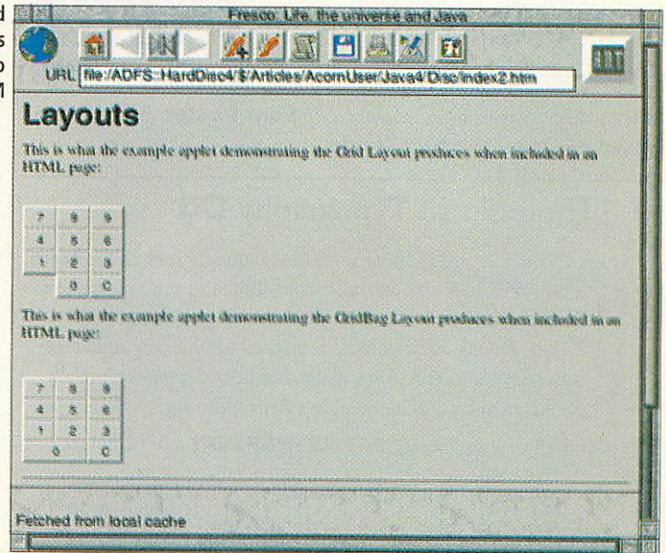 Fresco: Life, the universe and Java
URL file:/ADFS::HardDisc4/$/Articles/AcornUser/Java4/Disc/Index2.htm
Layouts
This is what the example applet demonstrating the Grid Layout produces when included in an
HTML page:
7 8 9
4 5 6
1 2 3
0 C
This is what the example applet demonstrating the GridBag Layout produces when included in an
HTML page:
7 8 9
4 5 6
1 2 3
0 C
Fetched from local cache